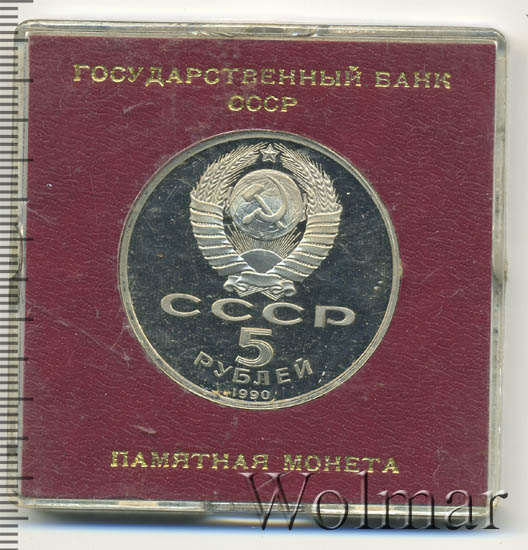 ГОСУДАРСТВЕННЫЙ БАНК
СССР
СССР
5
РУБЛЕЙ
1990
ПАМЯТНАЯ МОНЕТА
Wolmar